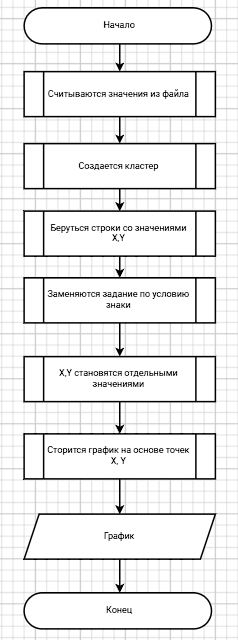 Начало
Считываются значения из файла
Создается кластер
Беруться строки со значениями
X,Y
Заменяются задание по условию
знаки
X,Y становятся отдельными
значениями
Сторится график на основе точек
X, Y
График
Конец